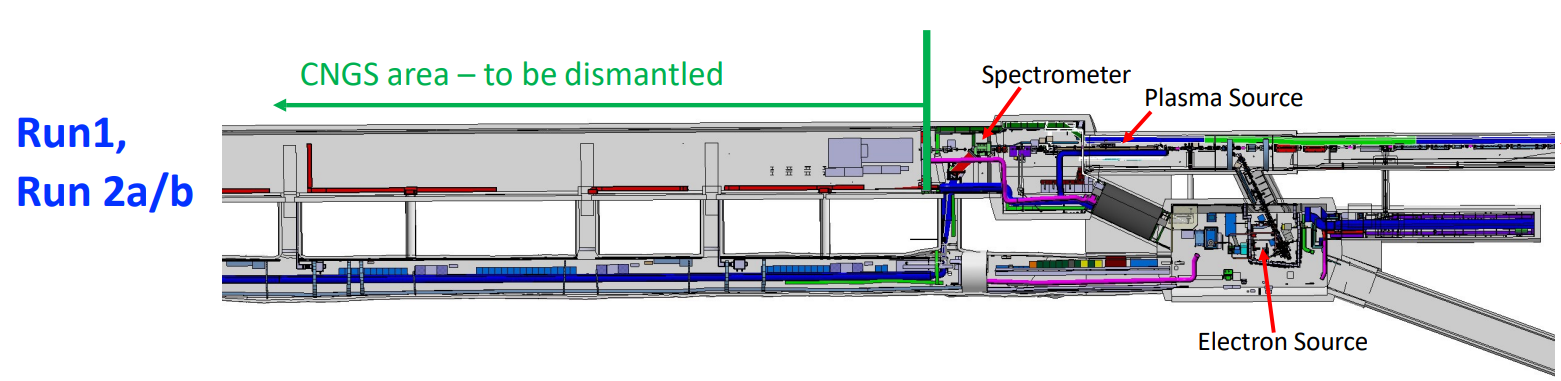 CNGS area – to be dismantled
Spectrometer
Plasma Source
Run1,
Run 2a/b
Electron Source